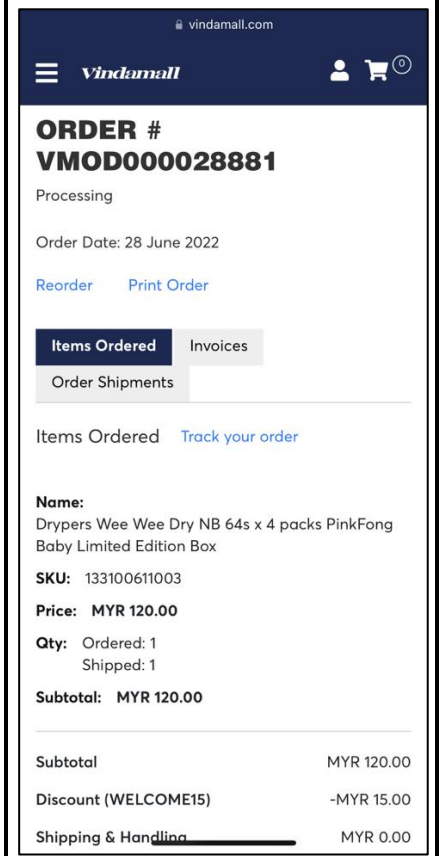 vindamall.com
Vindamall
0
ORDER #
VMOD000028881
Processing
Order Date: 28 June 2022
Reorder Print Order
Items Ordered Invoices
Order Shipments
Items Ordered Track your order
Name:
Drypers Wee Wee Dry NB 64s x 4 packs PinkFong
Baby Limited Edition Box
SKU: 133100611003
Price: MYR 120.00
Qty: Ordered: 1
Shipped: 1
Subtotal: MYR 120.00
Subtotal MYR 120.00
Discount (WELCOME15) -MYR 15.00
Shipping & Handling MYR 0.00